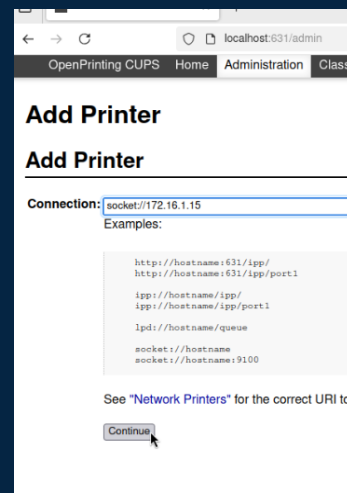 localhost:631/admin
OpenPrinting CUPS Home Administration Class
Add Printer
Add Printer
Connection: socket://172.16.1.15
Examples:
http://hostname:631/ipp/
http://hostname:631/ipp/port1
ipp://hostname/ipp/
ipp://hostname/ipp/port1
lpd://hostname/queue
socket://hostname
socket://hostname:9100
See "Network Printers" for the correct URI to
Continue